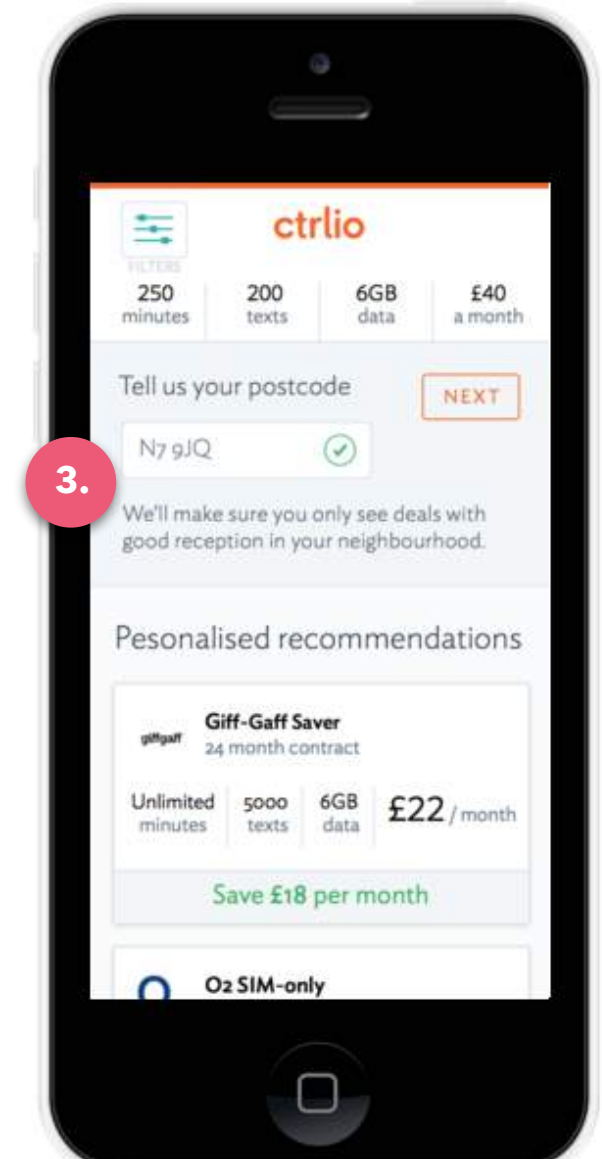 ctrlio
FILTERS
250 200 6GB £40
minutes texts data a month
Tell us your postcode NEXT
N7 9JQ
3.
We'll make sure you only see deals with
good reception in your neighbourhood.
Pesonalised recommendations
giffgaff Giff-Gaff Saver
24 month contract
Unlimited 5000 6GB £22 / month
minutes texts data
Save £18 per month
O2 SIM-only